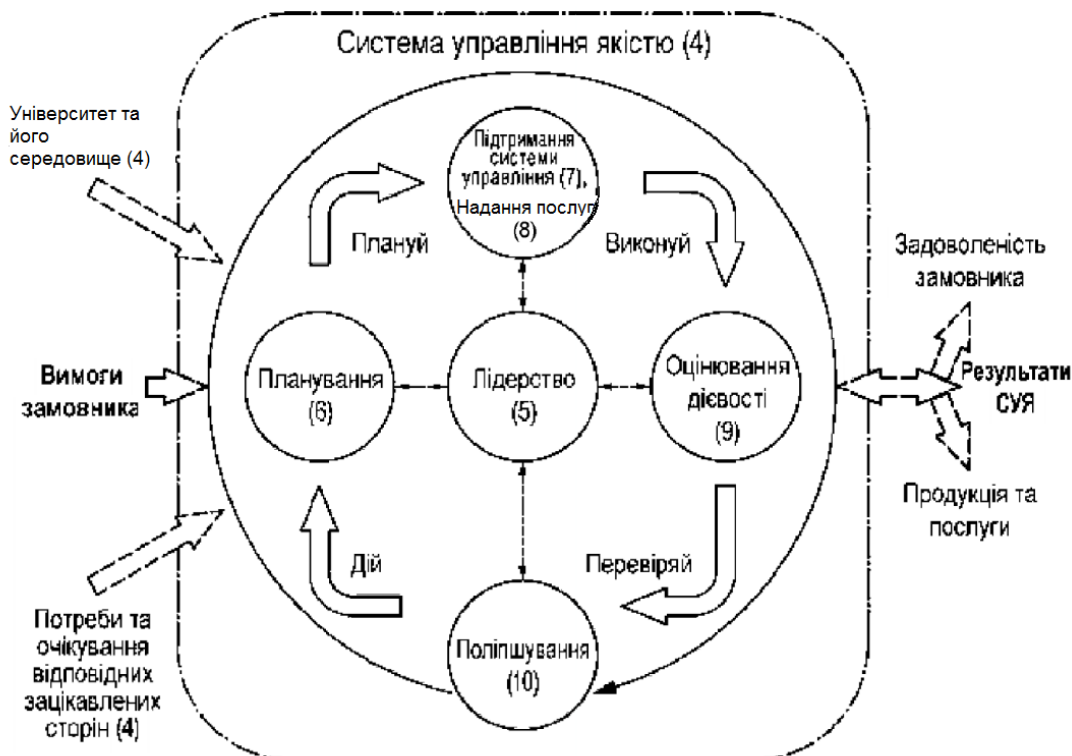 Система управління якістю (4)
Університет та
його
середовище (4)
Підтримання
системи
управління (7),
Надання послуг
(8)
Плануй
Виконуй
Задоволеність
замовника
Вимоги
замовника
Планування
(6)
Лідерство
(5)
Оцінювання
дієвості
(9)
Результати
СУЯ
Продукція та
послуги
Дій
Перевіряй
Потреби та
очікування
відповідних
зацікавлених
сторін (4)
Поліпшування
(10)